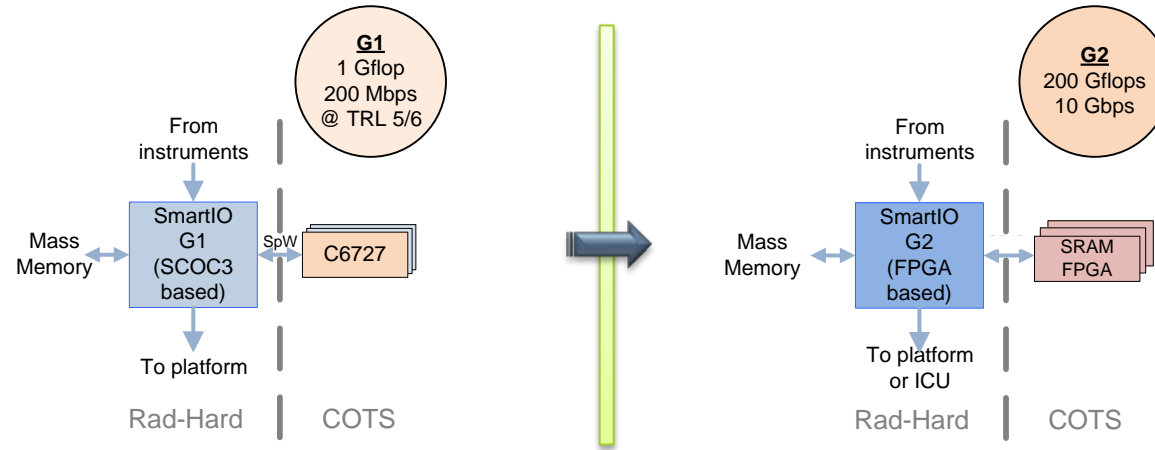 G1
1 Gflop
200 Mbps
@ TRL 5/6
From
instruments
SmartIO
G1
(SCOC3
based)
Mass
Memory
SpW
C6727
To platform
Rad-Hard
COTS
G2
200 Gflops
10 Gbps
From
instruments
SmartIO
G2
(FPGA
based)
Mass
Memory
SRAM
FPGA
To platform
or ICU
Rad-Hard
COTS